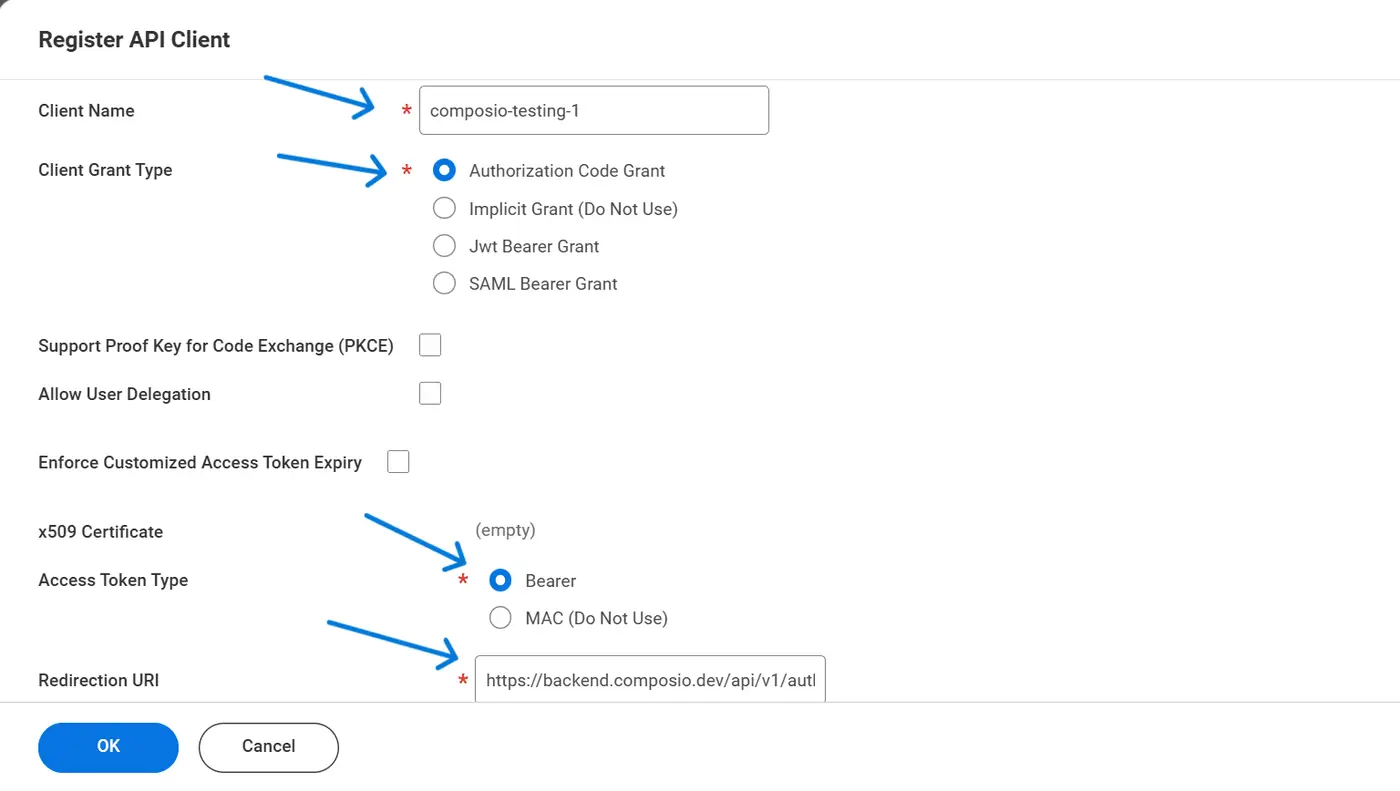 Register API Client
Client Name * composio-testing-1
Client Grant Type * Authorization Code Grant
Implicit Grant (Do Not Use)
Jwt Bearer Grant
SAML Bearer Grant
Support Proof Key for Code Exchange (PKCE)
Allow User Delegation
Enforce Customized Access Token Expiry
x509 Certificate (empty)
Access Token Type * Bearer
MAC (Do Not Use)
Redirection URI * https://backend.composio.dev/api/v1/aut
OK Cancel